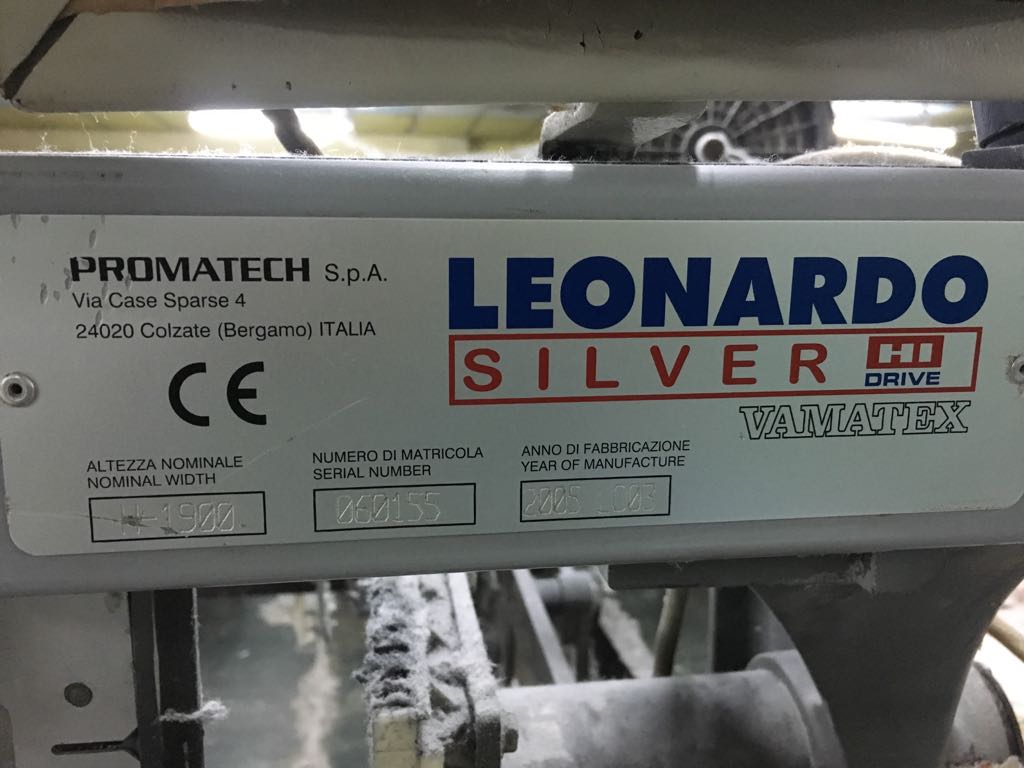 PROMATECH S.p.A.
Via Case Sparse 4
24020 Colzate (Bergamo) ITALIA
CE
LEONARDO
SILVER HI DRIVE
VAMATEX
ALTEZZA NOMINALE
NOMINAL WIDTH
H-1900
NUMERO DI MATRICOLA
SERIAL NUMBER
060155
ANNO DI FABBRICAZIONE
YEAR OF MANUFACTURE
2005 LC03